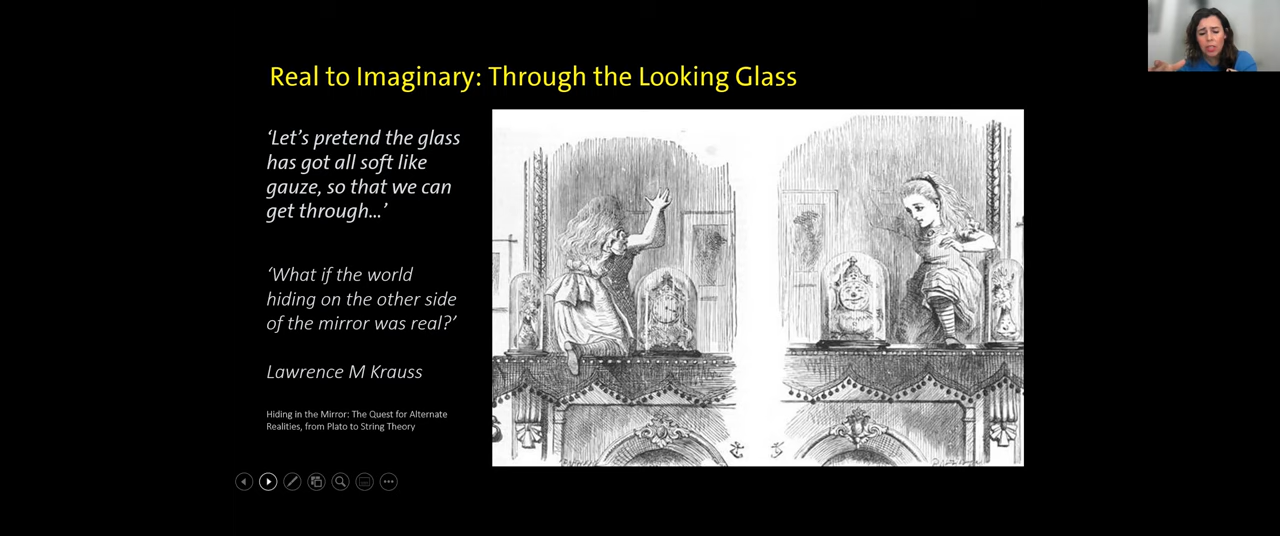 Real to Imaginary: Through the Looking Glass
‘Let’s pretend the glass
has got all soft like
gauze, so that we can
get through...’
‘What if the world
hiding on the other side
of the mirror was real?’
Lawrence M Krauss
Hiding in the Mirror: The Quest for Alternate
Realities, from Plato to String Theory